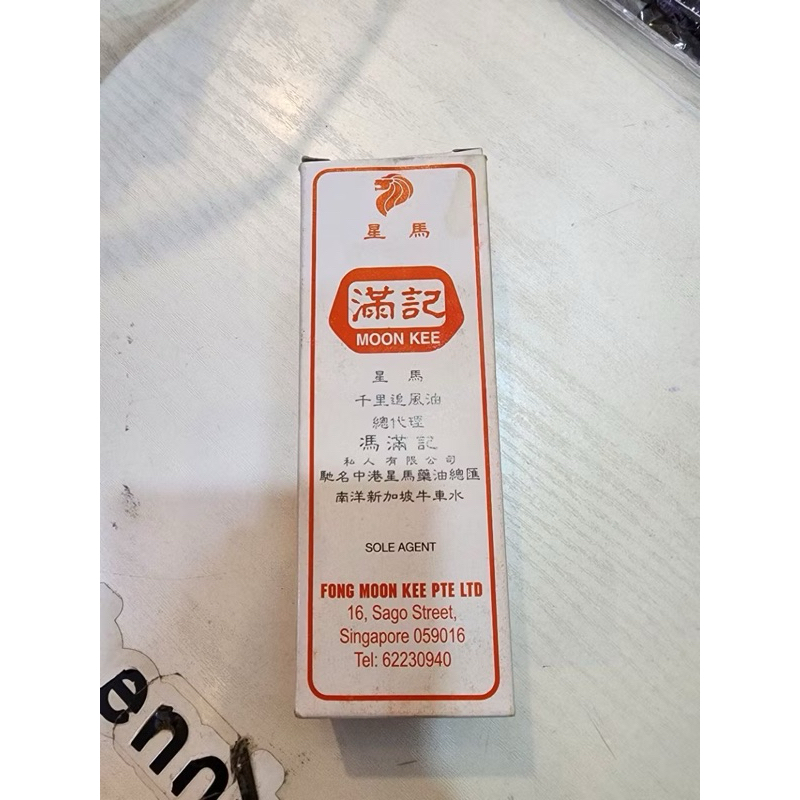 星馬
滿記
MOON KEE
星馬
千里追風油
總代理
馮滿記
私人有限公司
馳名中港星馬藥油總匯
南洋新加坡牛車水
SOLE AGENT
FONG MOON KEE PTE LTD
16, Sago Street,
Singapore 059016
Tel: 62230940
enny